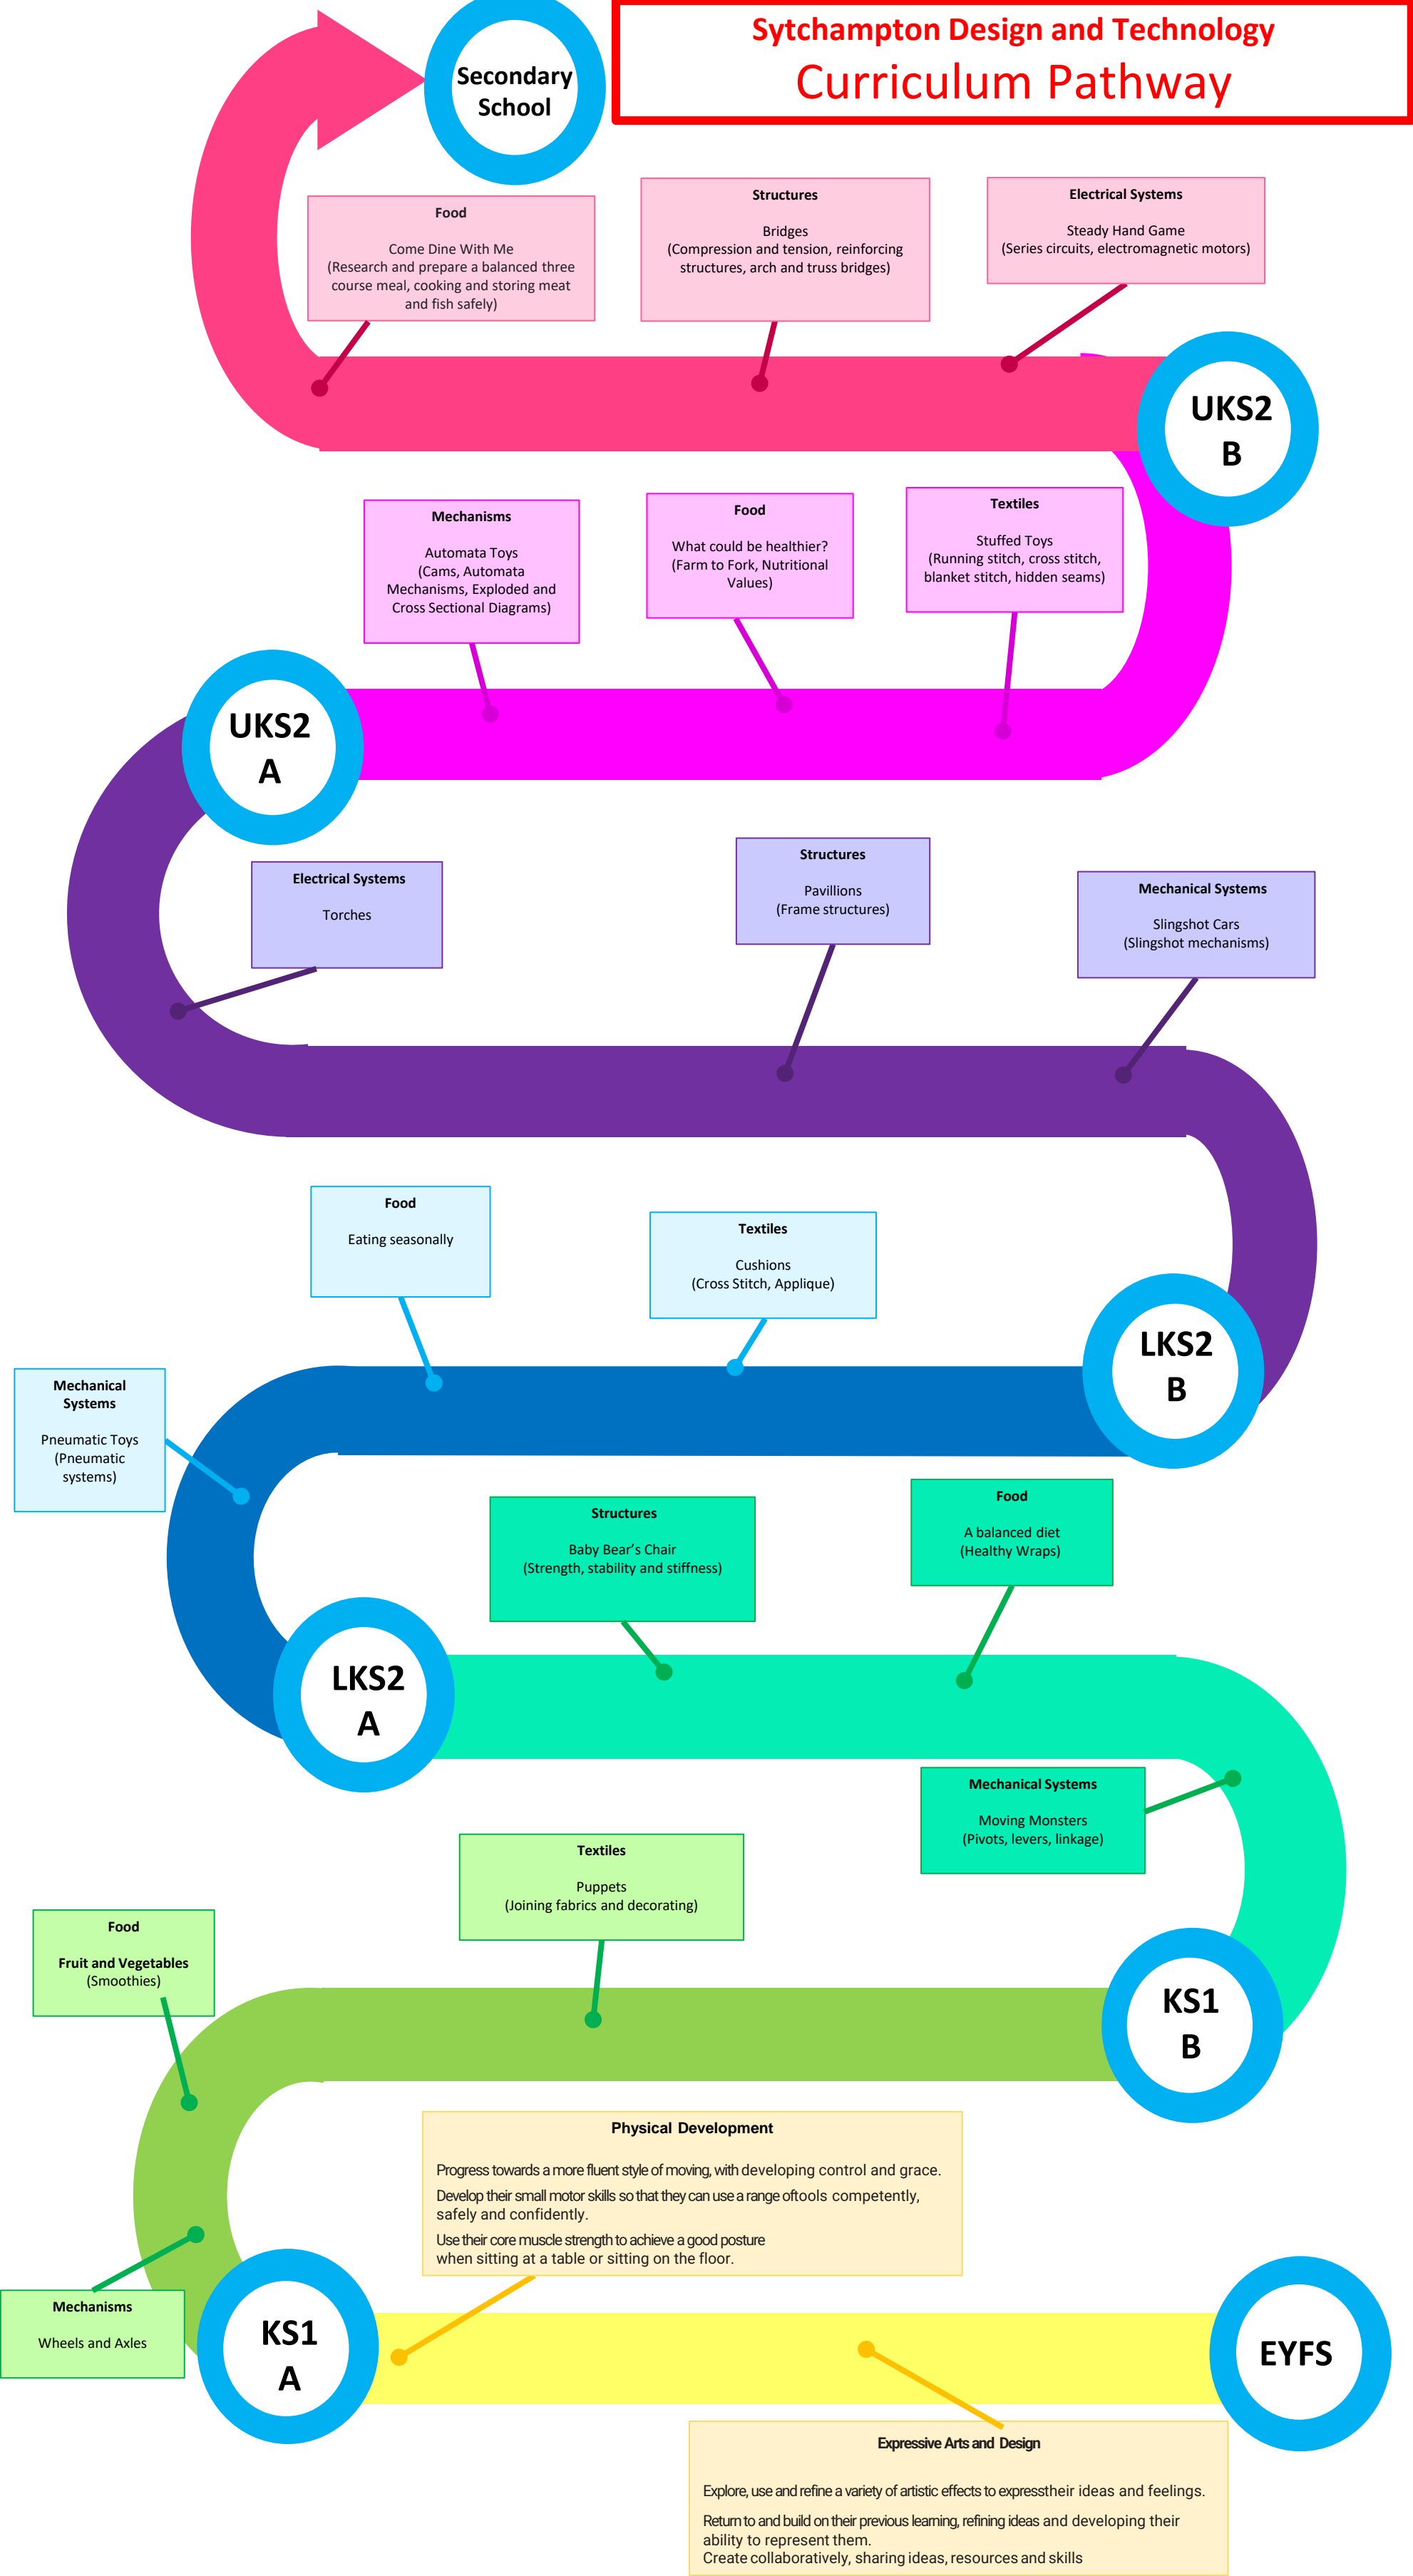 Sytchampton Design and Technology
Curriculum Pathway
Secondary
School
Food
Come Dine With Me
(Research and prepare a balanced three
course meal, cooking and storing meat
and fish safely)
Structures
Bridges
(Compression and tension, reinforcing
structures, arch and truss bridges)
Electrical Systems
Steady Hand Game
(Series circuits, electromagnetic motors)
UKS2
B
Mechanisms
Automata Toys
(Cams, Automata
Mechanisms, Exploded and
Cross Sectional Diagrams)
Food
What could be healthier?
(Farm to Fork, Nutritional
Values)
Textiles
Stuffed Toys
(Running stitch, cross stitch,
blanket stitch, hidden seams)
UKS2
A
Electrical Systems
Torches
Structures
Pavillions
(Frame structures)
Mechanical Systems
Slingshot Cars
(Slingshot mechanisms)
Food
Eating seasonally
Textiles
Cushions
(Cross Stitch, Applique)
LKS2
B
Mechanical
Systems
Pneumatic Toys
(Pneumatic
systems)
Structures
Baby Bear’s Chair
(Strength, stability and stiffness)
Food
A balanced diet
(Healthy Wraps)
LKS2
A
Mechanical Systems
Moving Monsters
(Pivots, levers, linkage)
Textiles
Puppets
(Joining fabrics and decorating)
Food
Fruit and Vegetables
(Smoothies)
KS1
B
Physical Development
Progress towards a more fluent style of moving, with developing control and grace.
Develop their small motor skills so that they can use a range oftools competently,
safely and confidently.
Use their core muscle strength to achieve a good posture
when sitting at a table or sitting on the floor.
Mechanisms
Wheels and Axles
KS1
A
EYFS
Expressive Arts and Design
Explore, use and refine a variety of artistic effects to expresstheir ideas and feelings.
Return to and build on their previous learning, refining ideas and developing their
ability to represent them.
Create collaboratively, sharing ideas, resources and skills